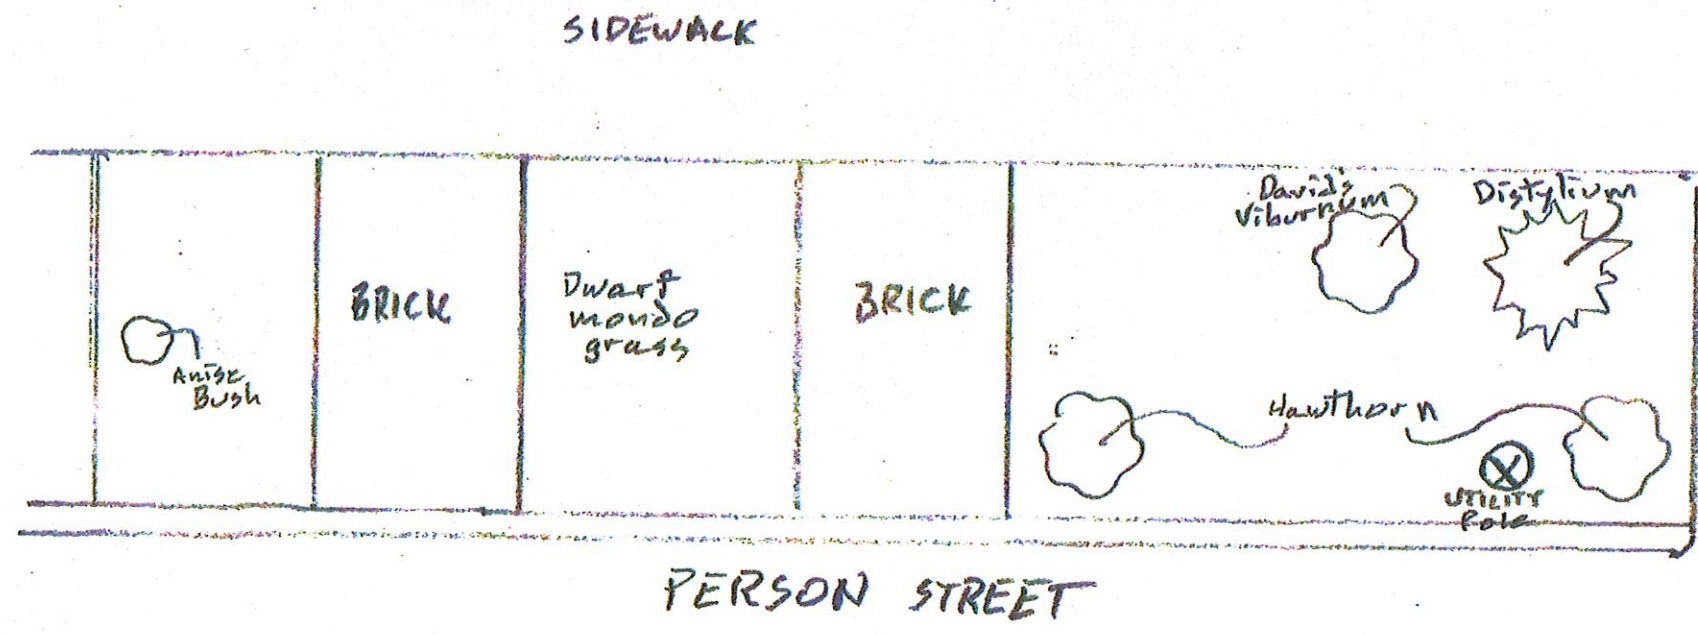 SIDEWALK
David's
Viburnum
Distylium
BRICK
Dwarf
mondo
grass
BRICK
Anise
Bush
Hawthorn
UTILITY
Pole
PERSON STREET